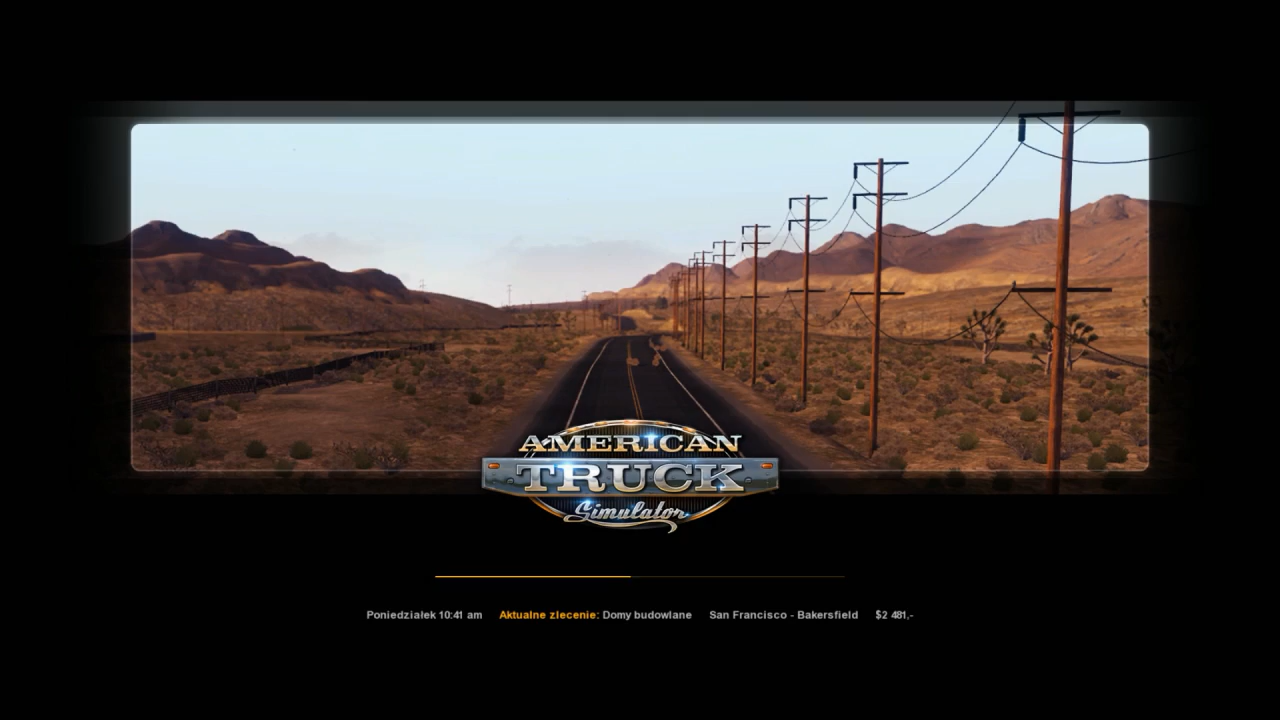 AMERICAN
TRUCK
Simulator
Poniedziałek 10:41 am Aktualne zlecenie: Domy budowlane San Francisco - Bakersfield $2 481,-